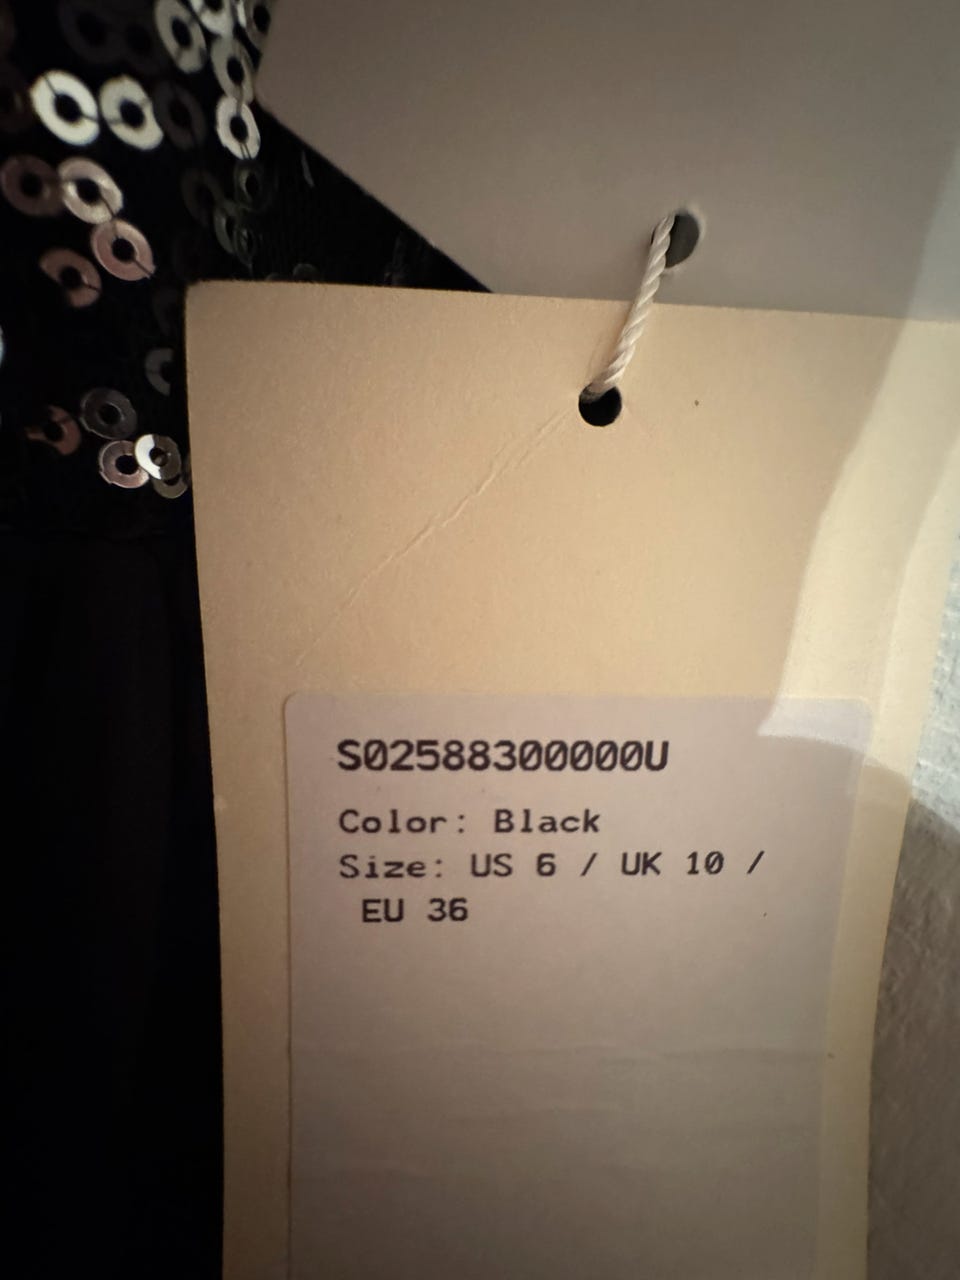 S02588300000U
Color: Black
Size: US 6 / UK 10 /
EU 36